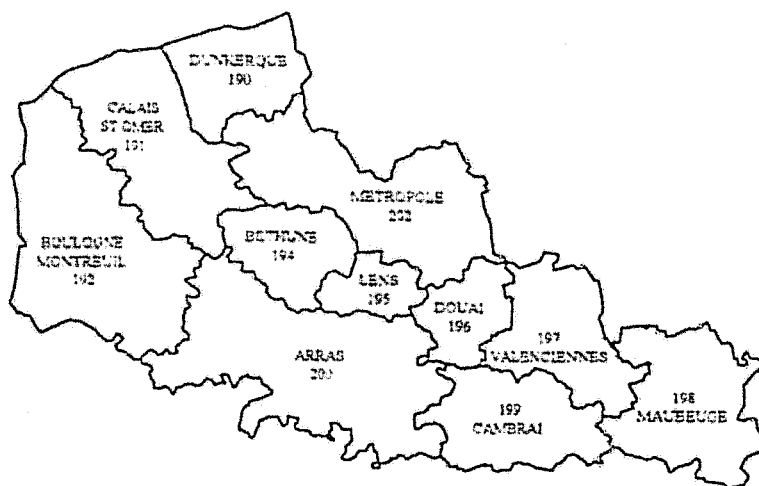 DUNKERQUE
190
CALAIS
ST OMER
191
METROPOLE
202
BOULOGNE
MONTREUIL
192
BETHUNE
194
LENS
195
DOUAI
196
197
VALENCIENNES
ARRAS
199
CAMBRAI
198
MAUBEUGE